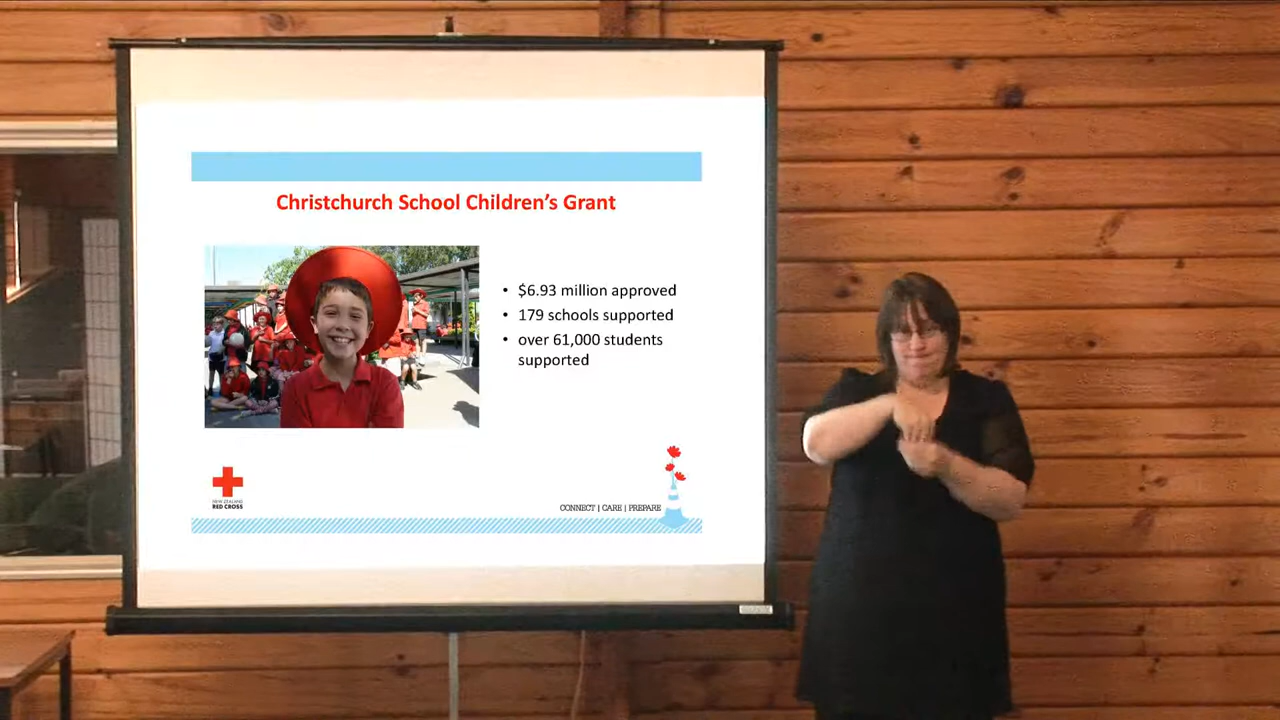 Christchurch School Children's Grant
• $6.93 million approved
• 179 schools supported
• over 61,000 students
supported
NEW ZEALAND
RED CROSS
CONNECT | CARE | PREPARE